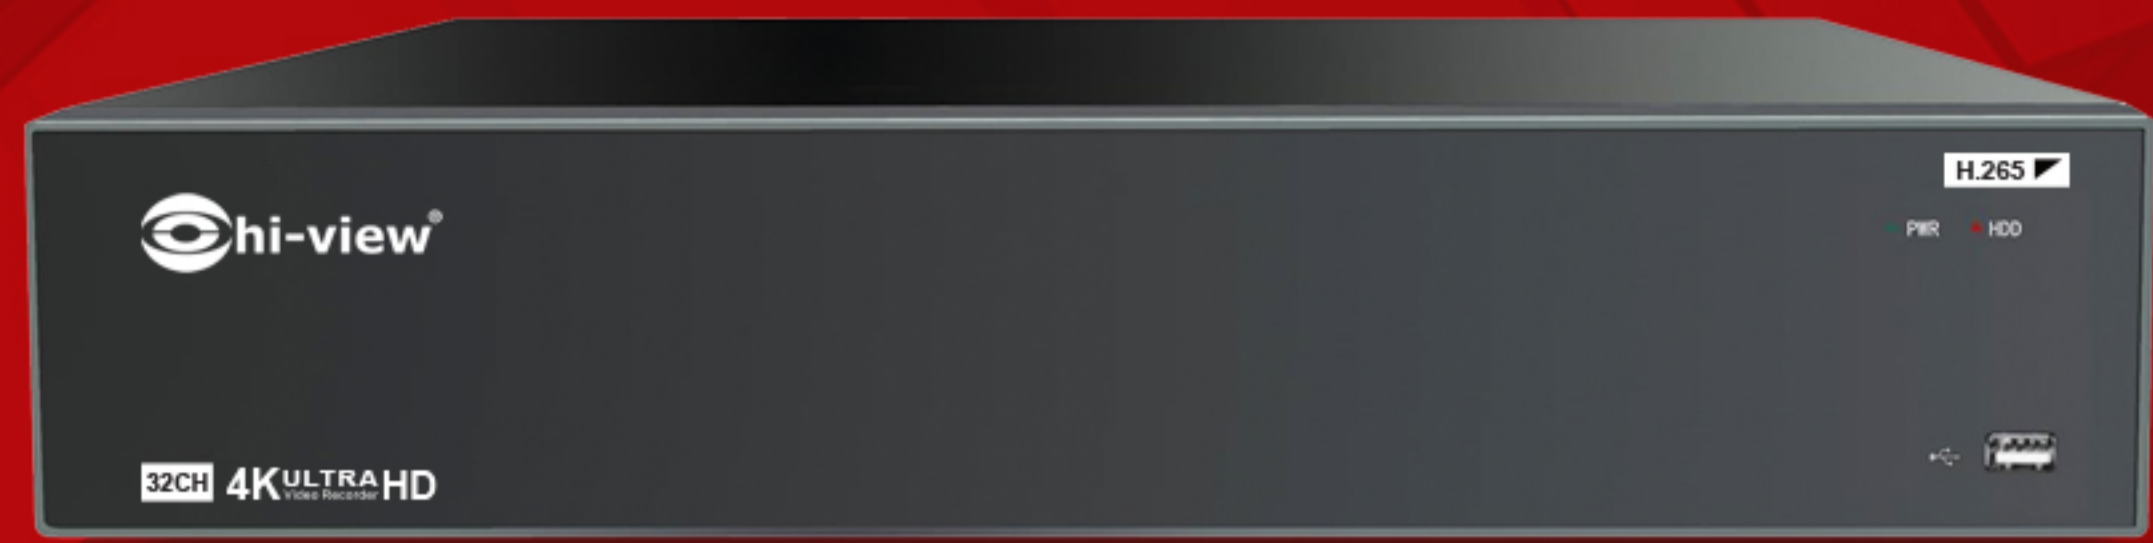 H.265
hi-view®
PWR HDD
32CH 4K ULTRA HD
Video Recorder